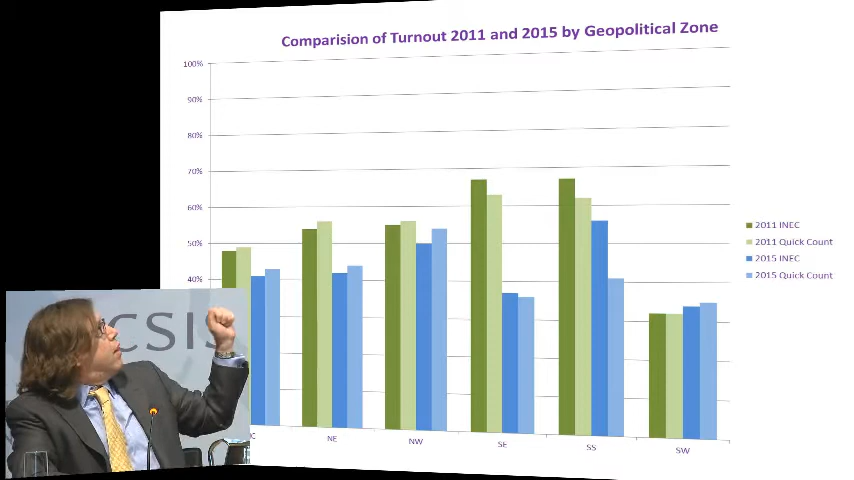 Comparision of Turnout 2011 and 2015 by Geopolitical Zone
100%
90%
80%
70%
60%
50%
40%
2011 INEC
2011 Quick Count
2015 INEC
2015 Quick Count
CSIS
C NE NW SE SS SW